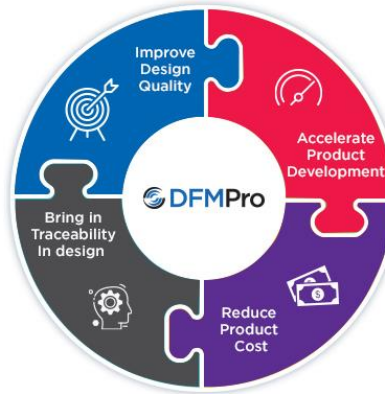 Improve
Design
Quality
Accelerate
Product
Development
DFMPro
Bring in
Traceability
In design
Reduce
Product
Cost
$